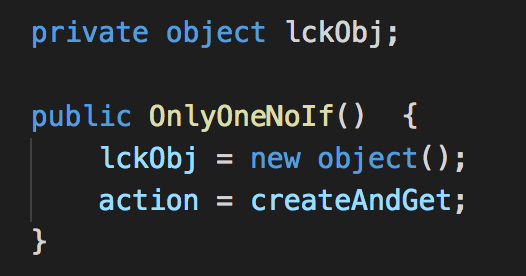 private object lckObj;
public OnlyOneNoIf()  {
lckObj = new object();
action = createAndGet;
}